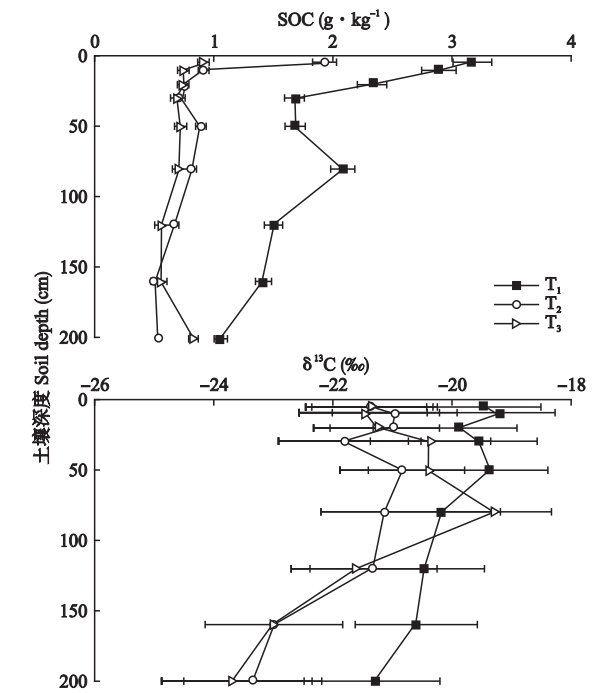 SOC (g · kg⁻¹)
0 1 2 3 4
0
50
100
150
200
T₁
T₂
T₃
土壤深度 Soil depth (cm)
δ¹³C (‰)
−26 −24 −22 −20 −18
0
50
100
150
200